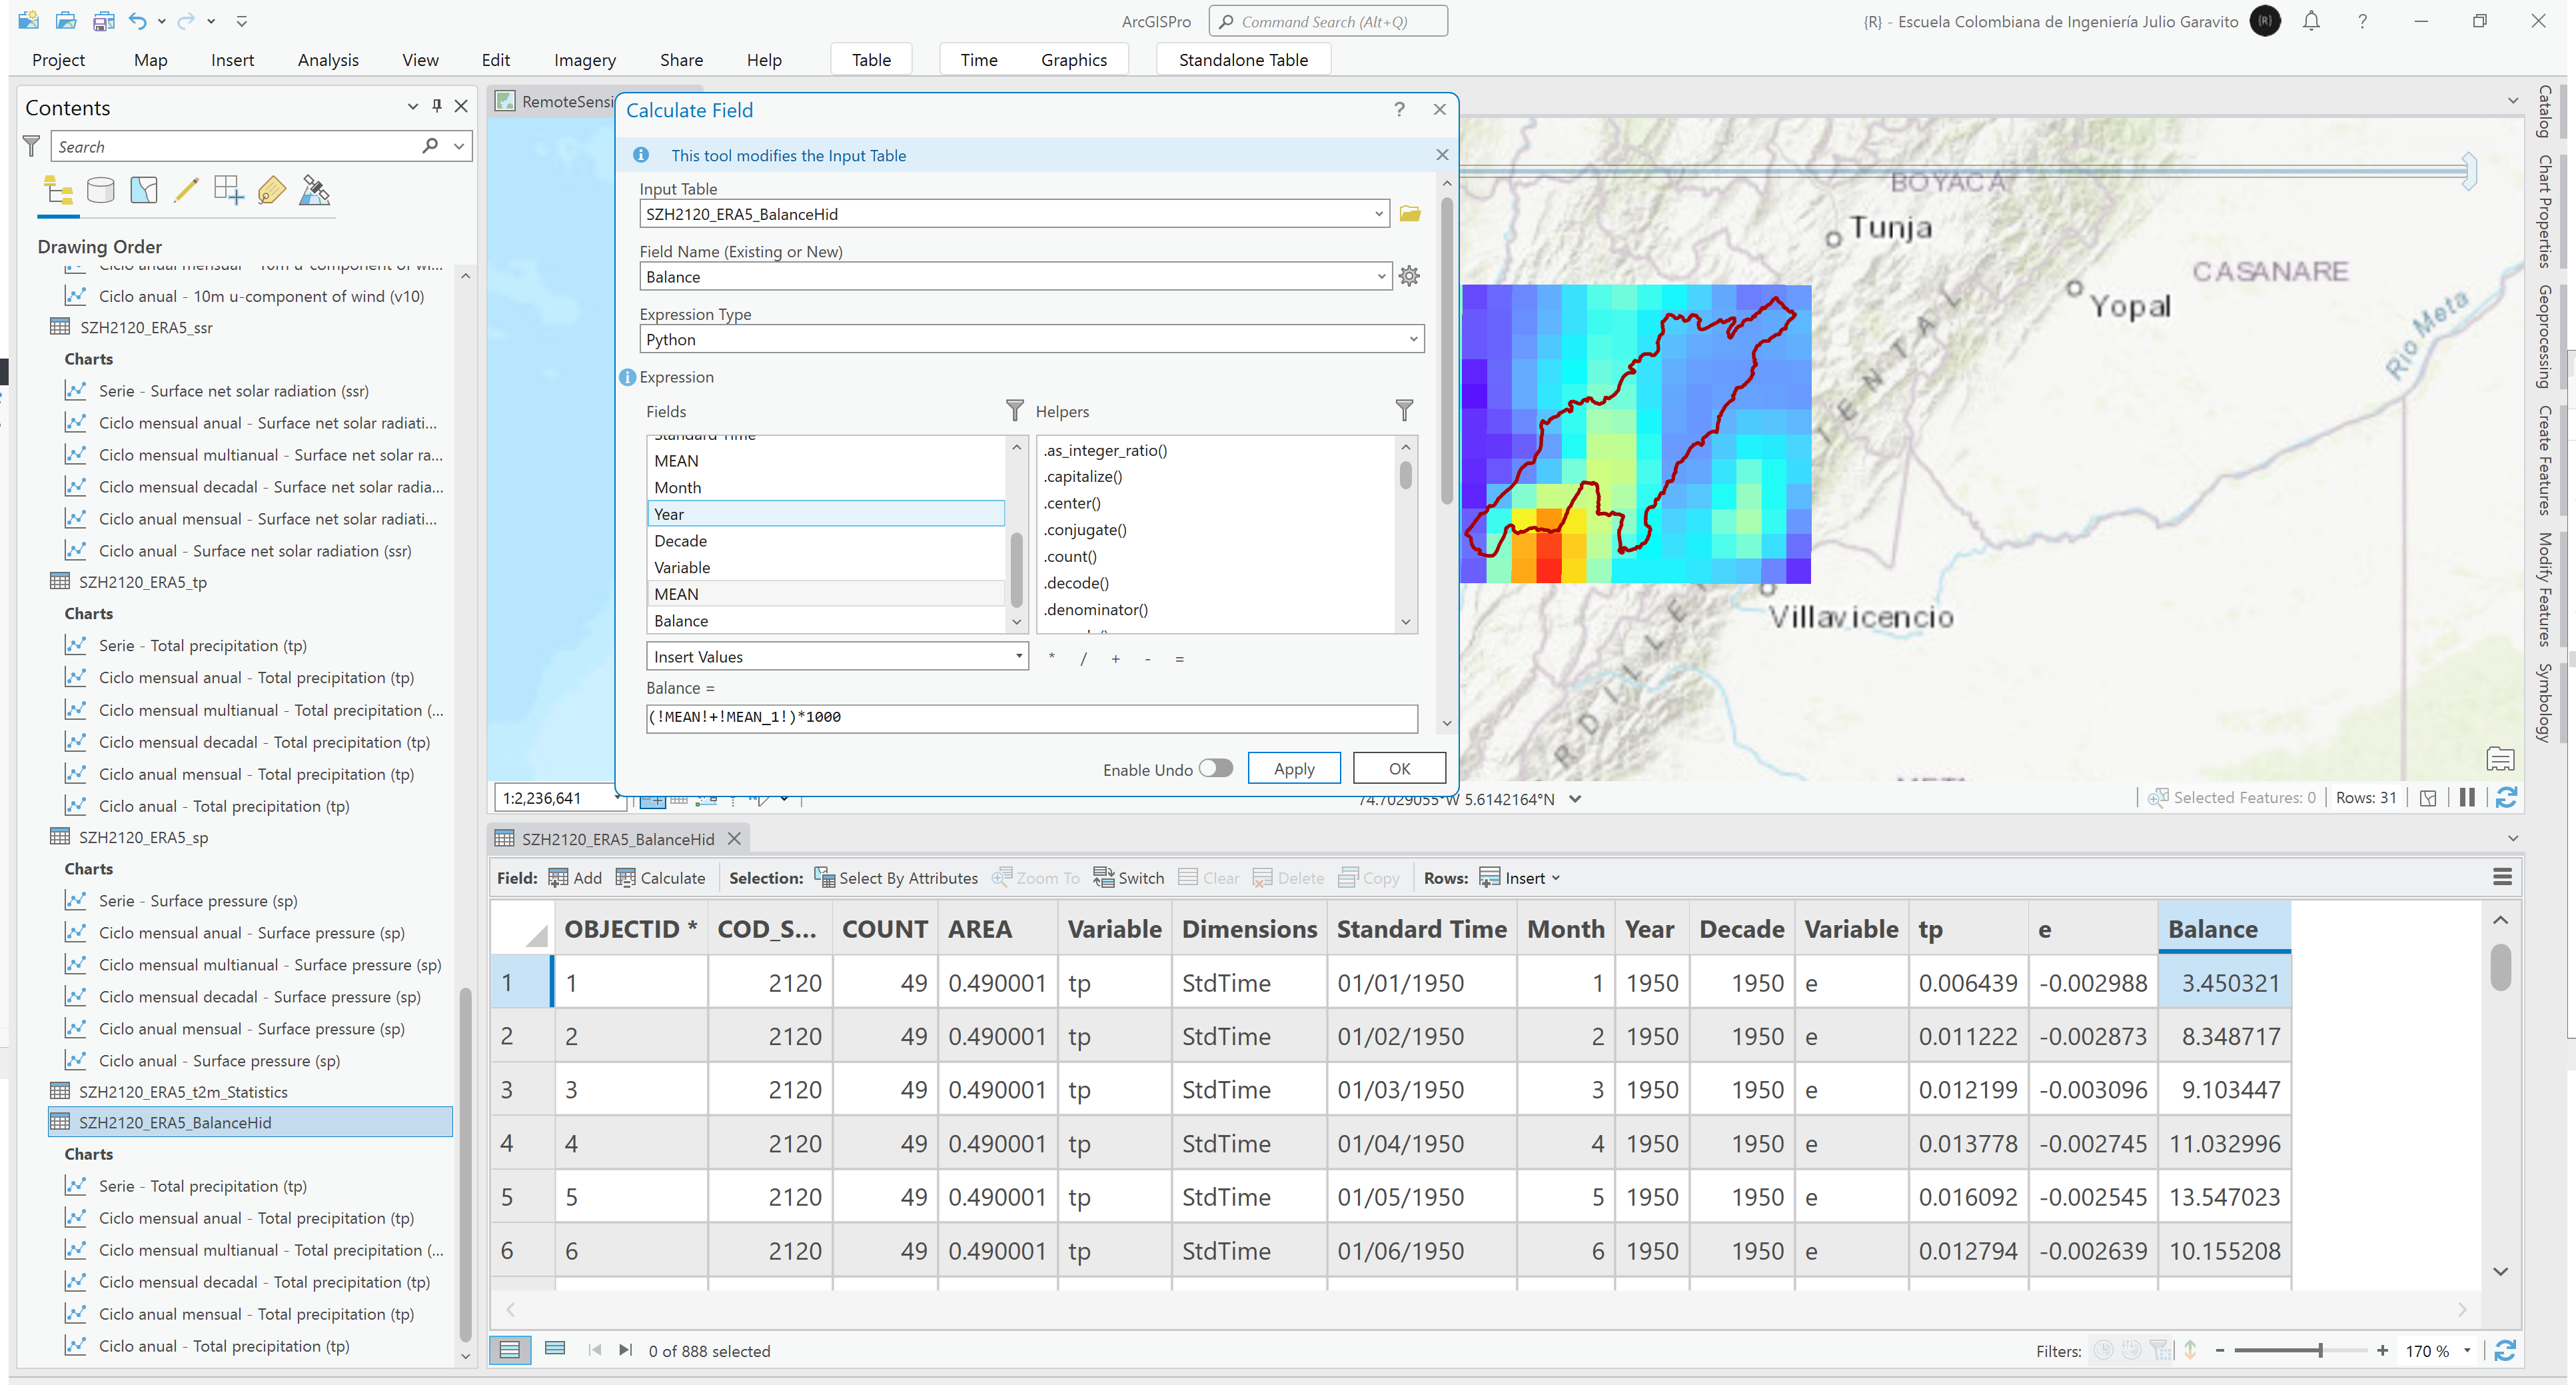 ArcGISPro
Command Search (Alt+Q)
{R} - Escuela Colombiana de Ingeniería Julio Garavito
{R}
?
Project
Map
Insert
Analysis
View
Edit
Imagery
Share
Help
Table
Time
Graphics
Standalone Table
Contents
Search
Drawing Order
Ciclo anual mensual - 10m u-component of wi...
Ciclo anual - 10m u-component of wind (v10)
SZH2120_ERA5_ssr
Charts
Serie - Surface net solar radiation (ssr)
Ciclo mensual anual - Surface net solar radiati...
Ciclo mensual multianual - Surface net solar ra...
Ciclo mensual decadal - Surface net solar radia...
Ciclo anual mensual - Surface net solar radiati...
Ciclo anual - Surface net solar radiation (ssr)
SZH2120_ERA5_tp
Charts
Serie - Total precipitation (tp)
Ciclo mensual anual - Total precipitation (tp)
Ciclo mensual multianual - Total precipitation (...
Ciclo mensual decadal - Total precipitation (tp)
Ciclo anual mensual - Total precipitation (tp)
Ciclo anual - Total precipitation (tp)
SZH2120_ERA5_sp
Charts
Serie - Surface pressure (sp)
Ciclo mensual anual - Surface pressure (sp)
Ciclo mensual multianual - Surface pressure (sp)
Ciclo mensual decadal - Surface pressure (sp)
Ciclo anual mensual - Surface pressure (sp)
Ciclo anual - Surface pressure (sp)
SZH2120_ERA5_t2m_Statistics
SZH2120_ERA5_BalanceHid
Charts
Serie - Total precipitation (tp)
Ciclo mensual anual - Total precipitation (tp)
Ciclo mensual multianual - Total precipitation (...
Ciclo mensual decadal - Total precipitation (tp)
Ciclo anual mensual - Total precipitation (tp)
Ciclo anual - Total precipitation (tp)
RemoteSensi
Calculate Field
?
This tool modifies the Input Table
Input Table
SZH2120_ERA5_BalanceHid
Field Name (Existing or New)
Balance
Expression Type
Python
Expression
Fields
Standard Time
MEAN
Month
Year
Decade
Variable
MEAN
Balance
Helpers
.as_integer_ratio()
.capitalize()
.center()
.conjugate()
.count()
.decode()
.denominator()
Insert Values
* / + - =
Balance =
(!MEAN!+!MEAN_1!)*1000
Enable Undo
Apply
OK
BOYACA
Tunja
CASANARE
Yopal
Rio Meta
Villavicencio
ENTAL
RDILLE
META
1:2,236,641
74.7029055°W 5.6142164°N
Selected Features: 0
Rows: 31
Catalog
Chart Properties
Geoprocessing
Create Features
Modify Features
Symbology
SZH2120_ERA5_BalanceHid
Field: Add Calculate Selection: Select By Attributes Zoom To Switch Clear Delete Copy Rows: Insert
OBJECTID * COD_S... COUNT AREA Variable Dimensions Standard Time Month Year Decade Variable tp e Balance
1 1 2120 49 0.490001 tp StdTime 01/01/1950 1 1950 1950 e 0.006439 -0.002988 3.450321
2 2 2120 49 0.490001 tp StdTime 01/02/1950 2 1950 1950 e 0.011222 -0.002873 8.348717
3 3 2120 49 0.490001 tp StdTime 01/03/1950 3 1950 1950 e 0.012199 -0.003096 9.103447
4 4 2120 49 0.490001 tp StdTime 01/04/1950 4 1950 1950 e 0.013778 -0.002745 11.032996
5 5 2120 49 0.490001 tp StdTime 01/05/1950 5 1950 1950 e 0.016092 -0.002545 13.547023
6 6 2120 49 0.490001 tp StdTime 01/06/1950 6 1950 1950 e 0.012794 -0.002639 10.155208
0 of 888 selected
Filters:
170 %